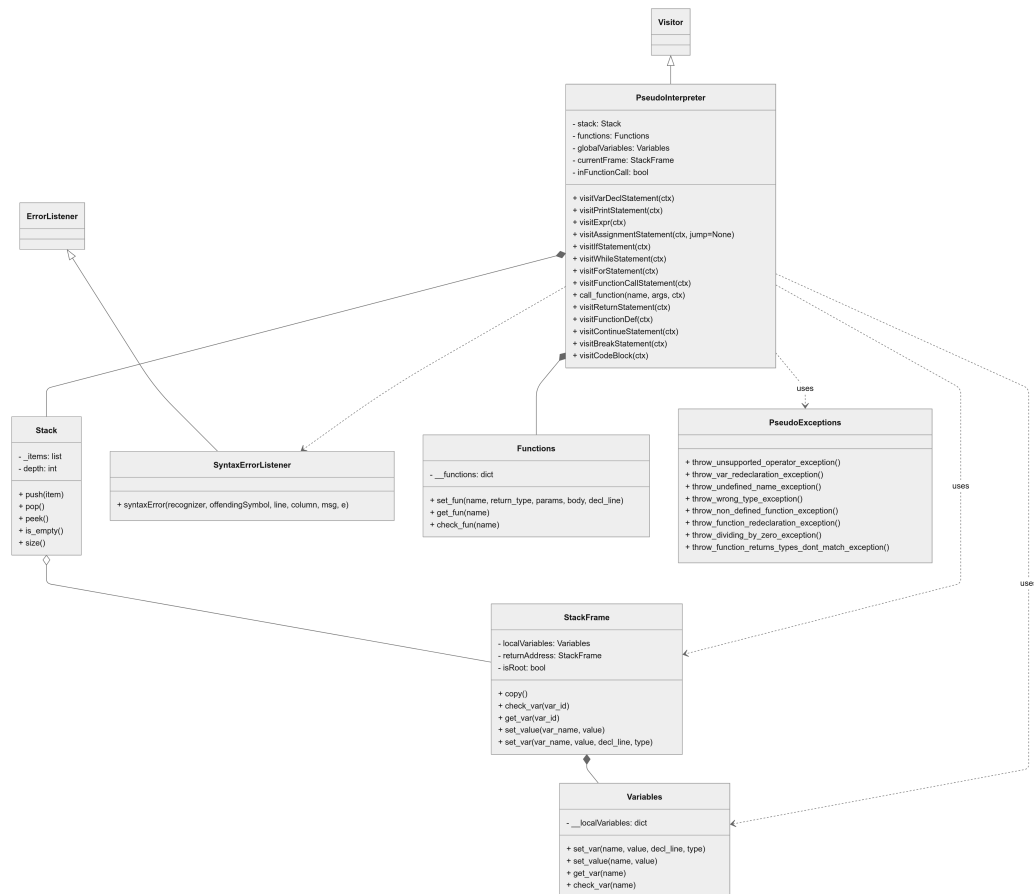 Visitor
PseudoInterpreter
- stack: Stack
- functions: Functions
- globalVariables: Variables
- currentFrame: StackFrame
- inFunctionCall: bool
+ visitVarDeclStatement(ctx)
+ visitPrintStatement(ctx)
+ visitExpr(ctx)
+ visitAssignmentStatement(ctx, jump=None)
+ visitIfStatement(ctx)
+ visitWhileStatement(ctx)
+ visitForStatement(ctx)
+ visitFunctionCallStatement(ctx)
+ call_function(name, args, ctx)
+ visitReturnStatement(ctx)
+ visitFunctionDef(ctx)
+ visitContinueStatement(ctx)
+ visitBreakStatement(ctx)
+ visitCodeBlock(ctx)
ErrorListener
uses
Stack
- _items: list
- depth: int
+ push(item)
+ pop()
+ peek()
+ is_empty()
+ size()
SyntaxErrorListener
+ syntaxError(recognizer, offendingSymbol, line, column, msg, e)
Functions
- __functions: dict
+ set_fun(name, return_type, params, body, decl_line)
+ get_fun(name)
+ check_fun(name)
PseudoExceptions
+ throw_unsupported_operator_exception()
+ throw_var_redeclaration_exception()
+ throw_undefined_name_exception()
+ throw_wrong_type_exception()
+ throw_non_defined_function_exception()
+ throw_function_redeclaration_exception()
+ throw_dividing_by_zero_exception()
+ throw_function_returns_types_dont_match_exception()
uses
uses
StackFrame
- localVariables: Variables
- returnAddress: StackFrame
- isRoot: bool
+ copy()
+ check_var(var_id)
+ get_var(var_id)
+ set_value(var_name, value)
+ set_var(var_name, value, decl_line, type)
Variables
- __localVariables: dict
+ set_var(name, value, decl_line, type)
+ set_value(name, value)
+ get_var(name)
+ check_var(name)